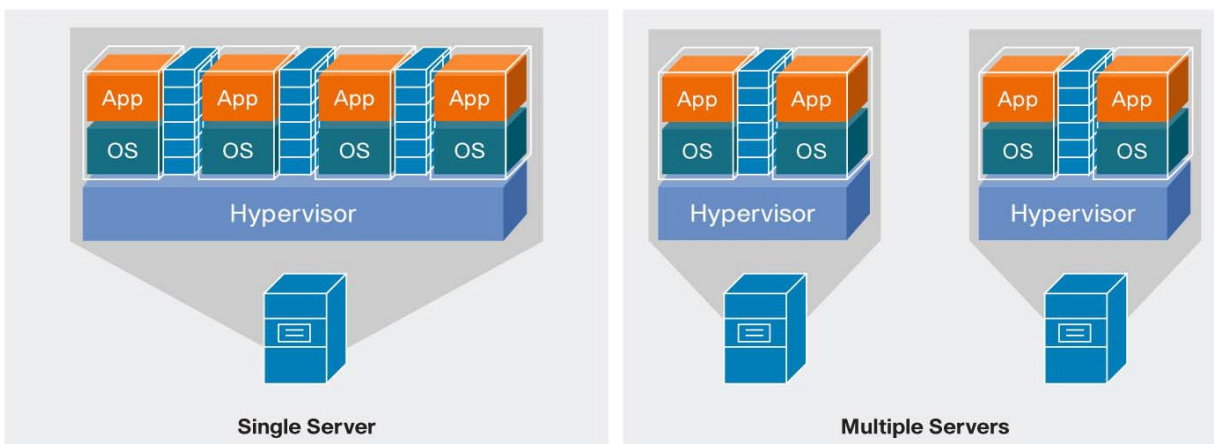 App App App App
OS OS OS OS
Hypervisor
Single Server
App App
OS OS
Hypervisor
App App
OS OS
Hypervisor
Multiple Servers